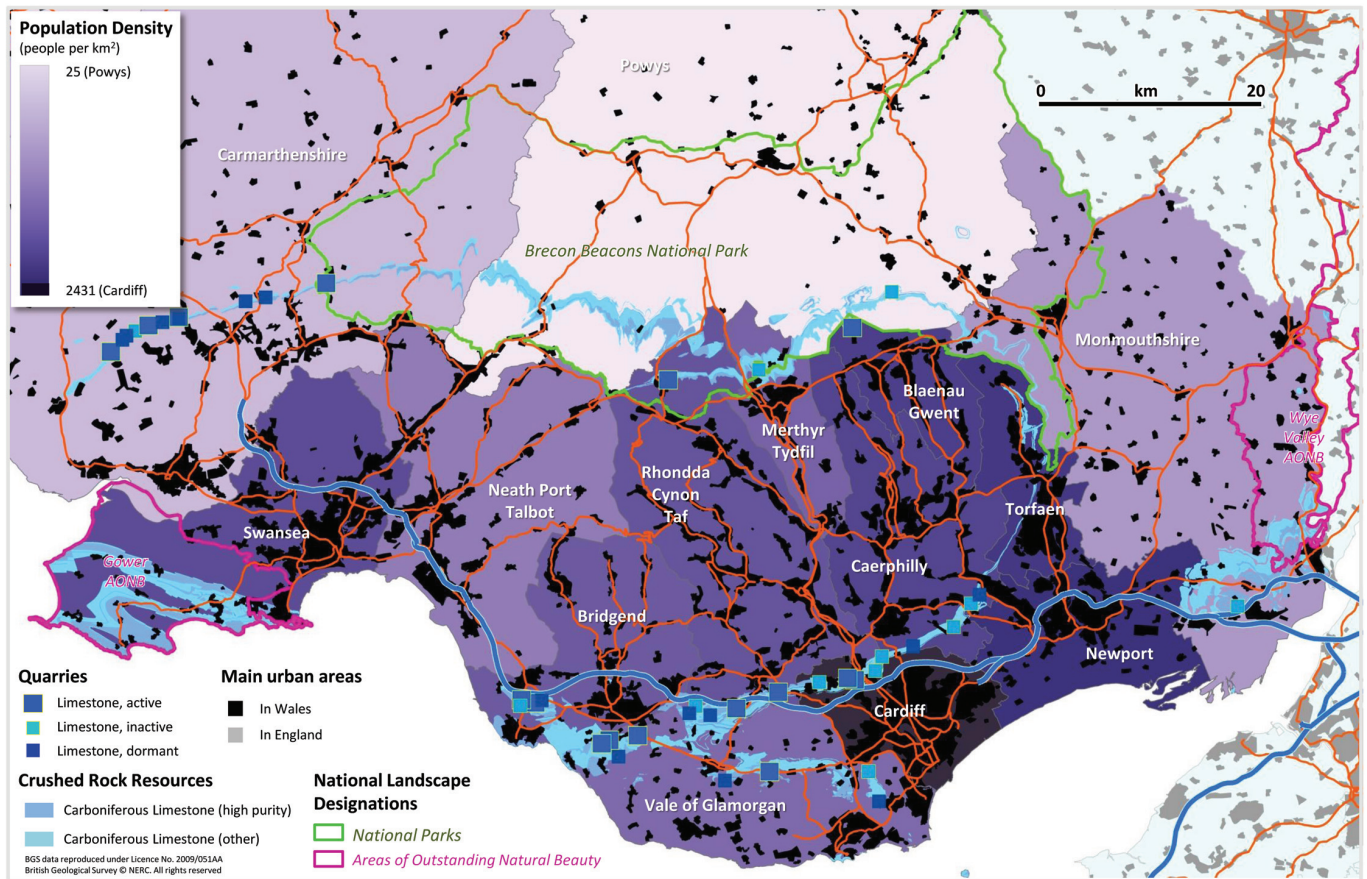 Population Density
(people per km²)
25 (Powys)
2431 (Cardiff)
Powys
0 km 20
Carmarthenshire
Brecon Beacons National Park
Monmouthshire
Blaenau
Gwent
Merthyr
Tydfil
Wye
Valley
AONB
Rhondda
Cynon
Taf
Neath Port
Talbot
Torfaen
Swansea
Gower
AONB
Caerphilly
Bridgend
Newport
Cardiff
Vale of Glamorgan
Quarries
Limestone, active
Limestone, inactive
Limestone, dormant
Main urban areas
In Wales
In England
Crushed Rock Resources
Carboniferous Limestone (high purity)
Carboniferous Limestone (other)
National Landscape
Designations
National Parks
Areas of Outstanding Natural Beauty
BGS data reproduced under Licence No. 2009/051AA
British Geological Survey © NERC. All rights reserved